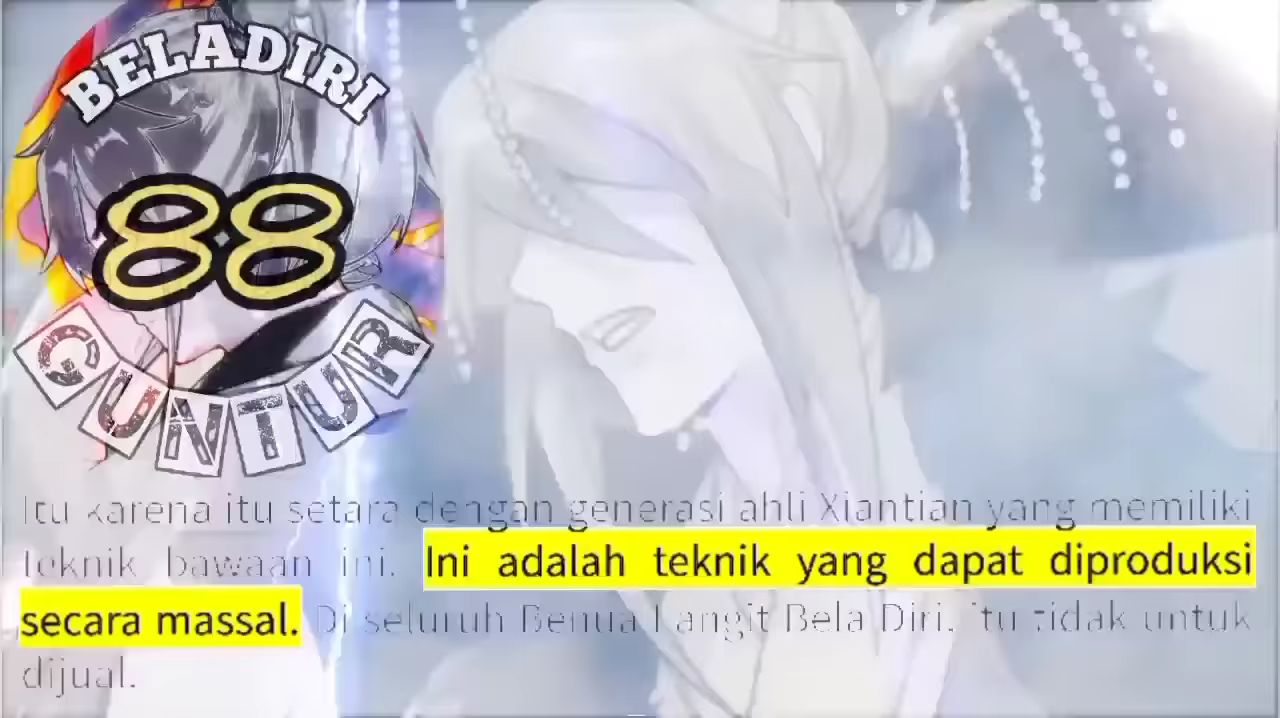 BELADIRI
88
GUNTUR
Itu karena itu setara dengan generasi ahli Xiantian yang memiliki
teknik bawaan ini. Ini adalah teknik yang dapat diproduksi
secara massal. Di seluruh Benua Langit Bela Diri, itu tidak untuk
dijual.